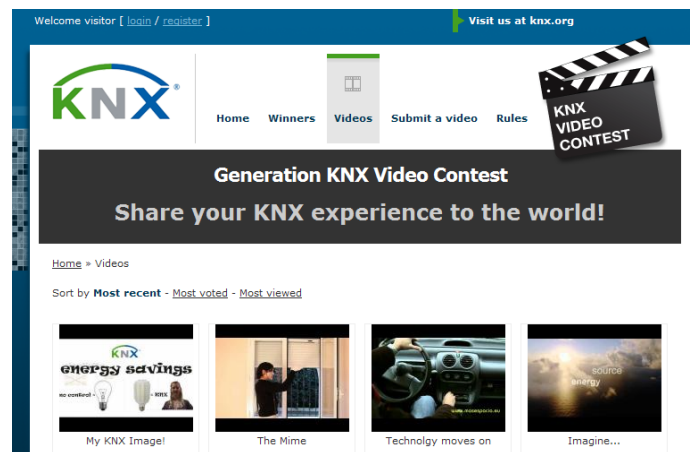 Welcome visitor [ login / register ]
Visit us at knx.org
KNX®
Home Winners Videos Submit a video Rules
KNX
VIDEO
CONTEST
Generation KNX Video Contest
Share your KNX experience to the world!
Home » Videos
Sort by Most recent - Most voted - Most viewed
KNX
energy savings
no control - - KNX
www.moseisparis.eu
source
energy
My KNX Image!
The Mime
Technolgy moves on
Imagine...